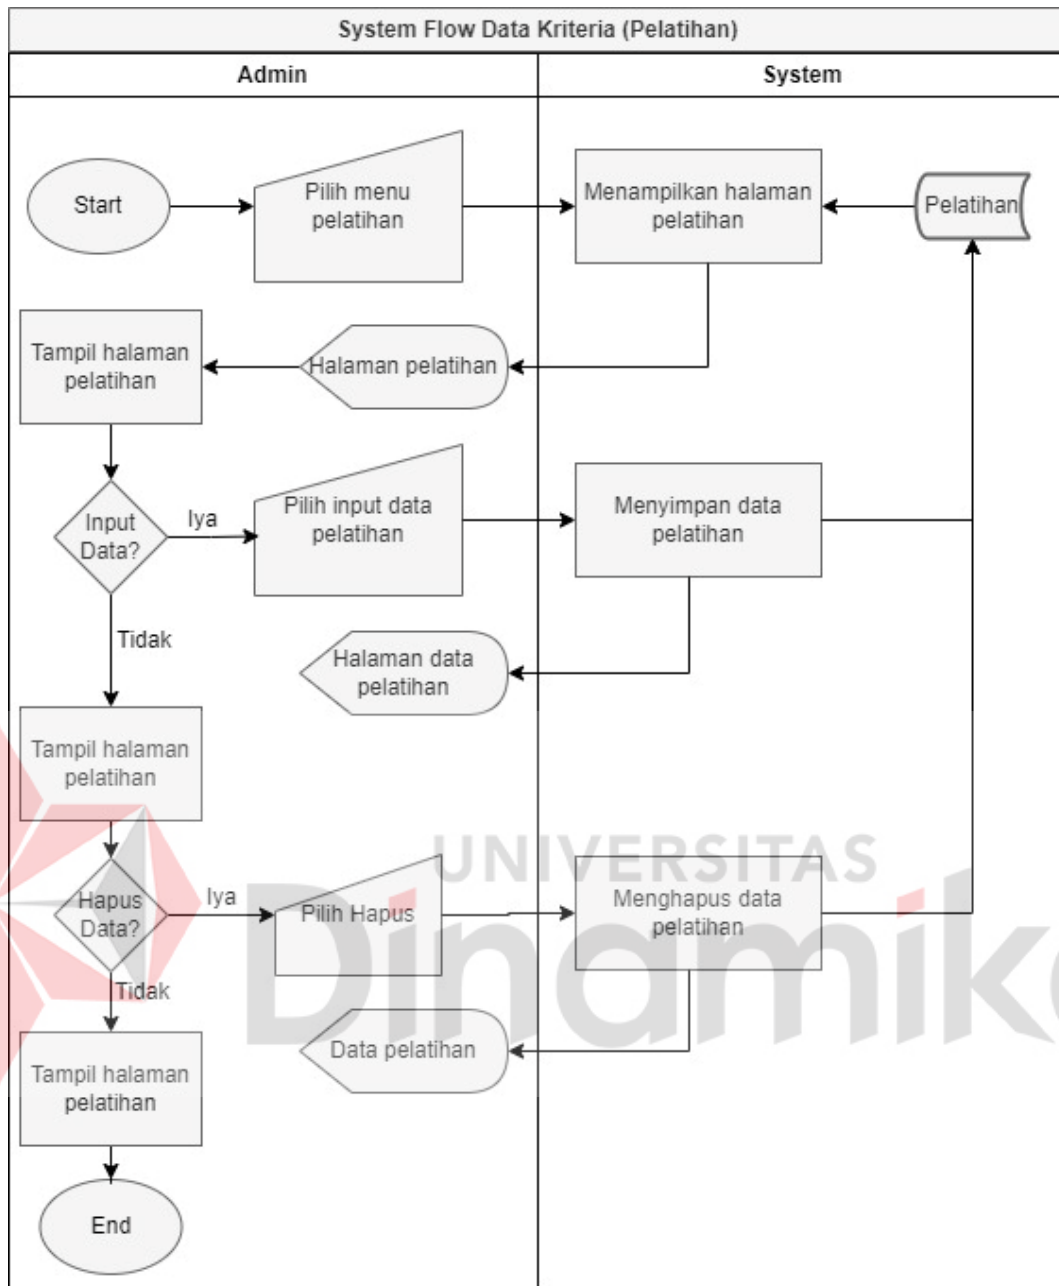 System Flow Data Kriteria (Pelatihan)
Admin
System
Start
Pilih menu
pelatihan
Menampilkan halaman
pelatihan
Pelatihan
Tampil halaman
pelatihan
Halaman pelatihan
Input
Data?
Iya
Pilih input data
pelatihan
Menyimpan data
pelatihan
Tidak
Halaman data
pelatihan
Tampil halaman
pelatihan
UNIVERSITAS
Dinamika
Hapus
Data?
Iya
Pilih Hapus
Menghapus data
pelatihan
Tidak
Data pelatihan
Tampil halaman
pelatihan
End